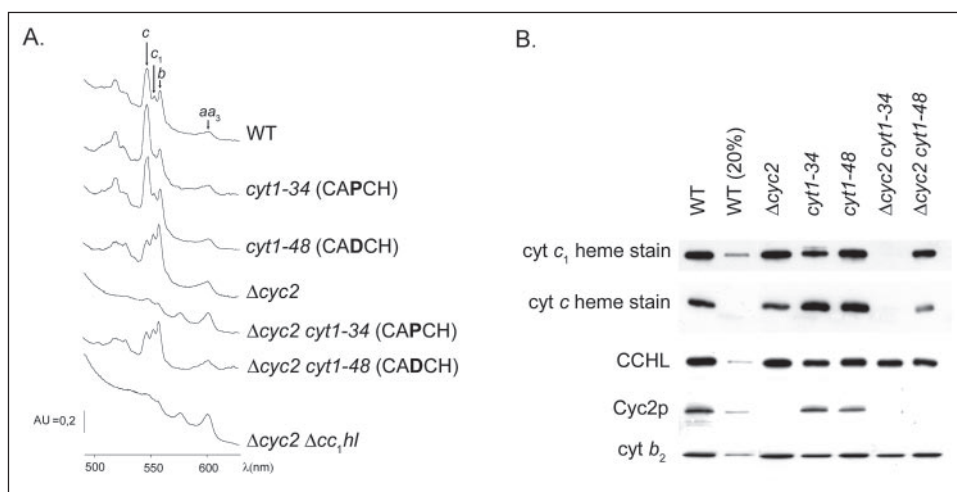 A.
c
c₁
b
aa₃
WT
cyt1-34 (CAPCH)
cyt1-48 (CADCH)
Δcyc2
Δcyc2 cyt1-34 (CAPCH)
Δcyc2 cyt1-48 (CADCH)
AU =0,2
Δcyc2 Δcc₁hl
500 550 600 λ(nm)
B.
WT
WT (20%)
Δcyc2
cyt1-34
cyt1-48
Δcyc2 cyt1-34
Δcyc2 cyt1-48
cyt c₁ heme stain
cyt c heme stain
CCHL
Cyc2p
cyt b₂